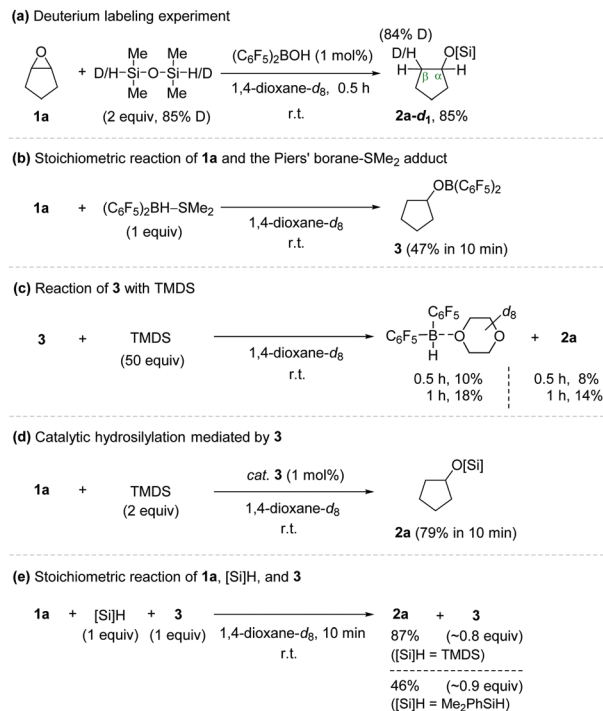 (a) Deuterium labeling experiment
(84% D)
O Me Me (C6F5)2BOH (1 mol%) D/H O[Si]
+ D/H–Si–O–Si–H/D H β α H
Me Me 1,4-dioxane-d8, 0.5 h
1a (2 equiv, 85% D) r.t. 2a-d1, 85%
(b) Stoichiometric reaction of 1a and the Piers' borane-SMe2 adduct
OB(C6F5)2
1a + (C6F5)2BH–SMe2
(1 equiv) 1,4-dioxane-d8
r.t. 3 (47% in 10 min)
(c) Reaction of 3 with TMDS
C6F5 d8
3 + TMDS C6F5–B--O O + 2a
(50 equiv) 1,4-dioxane-d8 H
r.t. 0.5 h, 10% 0.5 h, 8%
1 h, 18% 1 h, 14%
(d) Catalytic hydrosilylation mediated by 3
O[Si]
1a + TMDS cat. 3 (1 mol%)
(2 equiv) 1,4-dioxane-d8
r.t. 2a (79% in 10 min)
(e) Stoichiometric reaction of 1a, [Si]H, and 3
1a + [Si]H + 3 2a + 3
(1 equiv) (1 equiv) 1,4-dioxane-d8, 10 min 87% (~0.8 equiv)
r.t. ([Si]H = TMDS)
46% (~0.9 equiv)
([Si]H = Me2PhSiH)